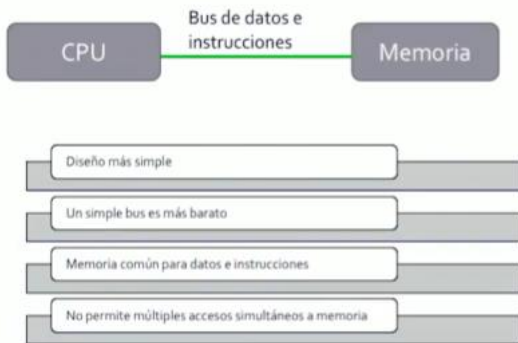 Bus de datos e
instrucciones
CPU
Memoria
Diseño más simple
Un simple bus es más barato
Memoria común para datos e instrucciones
No permite múltiples accesos simultáneos a memoria